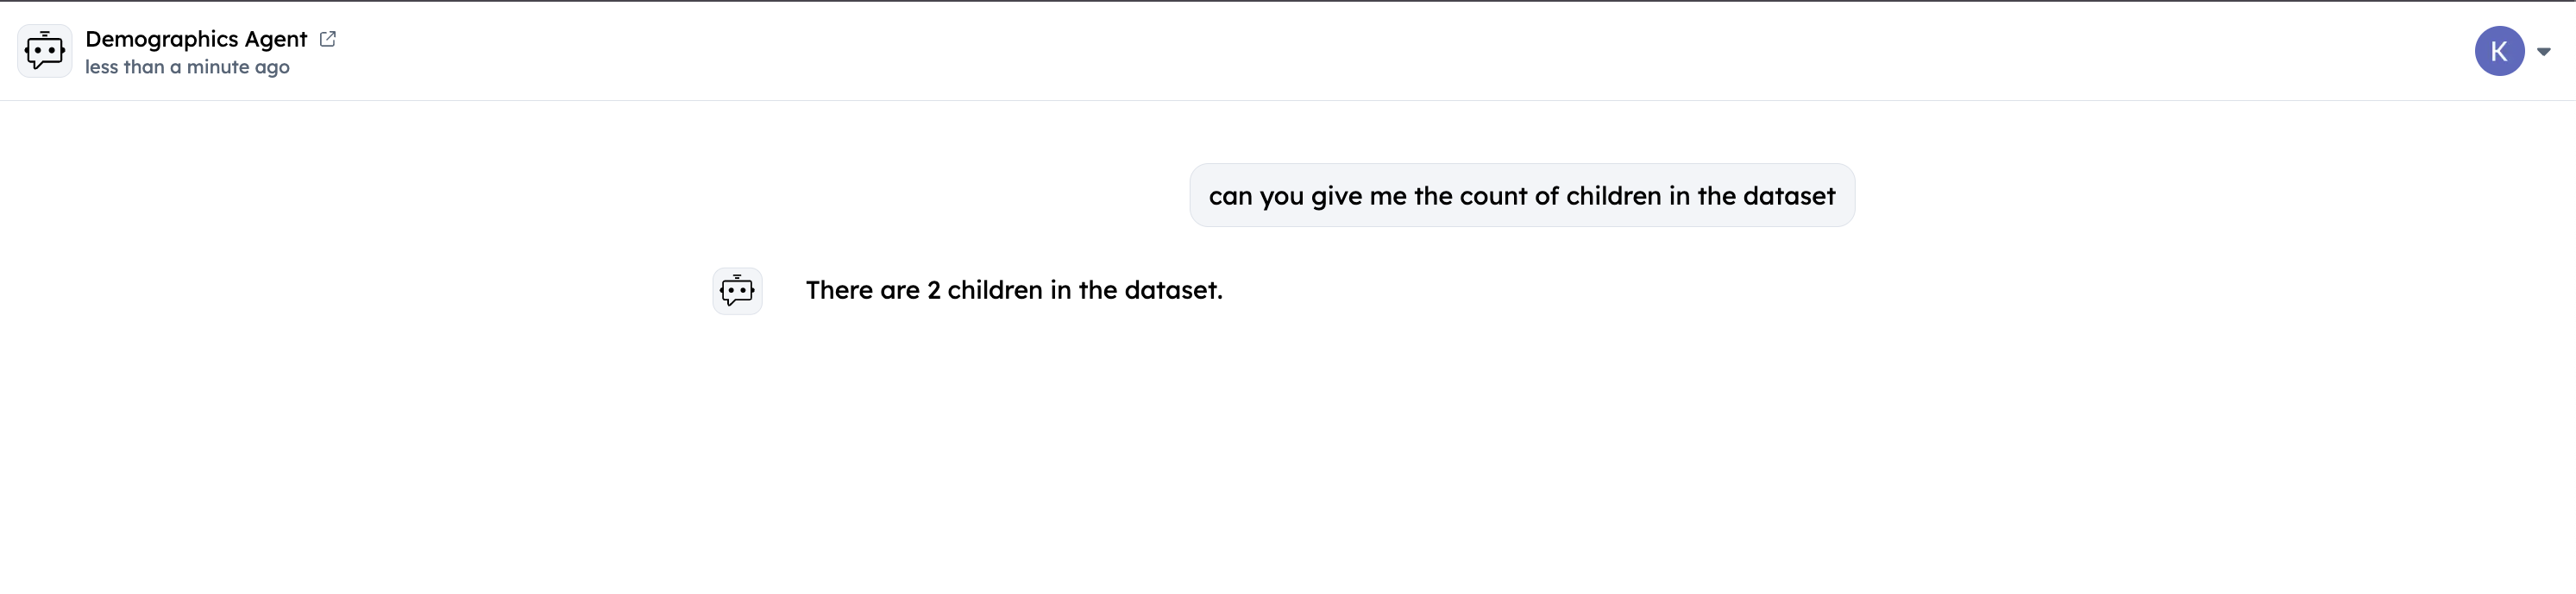 Demographics Agent
less than a minute ago
K
can you give me the count of children in the dataset
There are 2 children in the dataset.